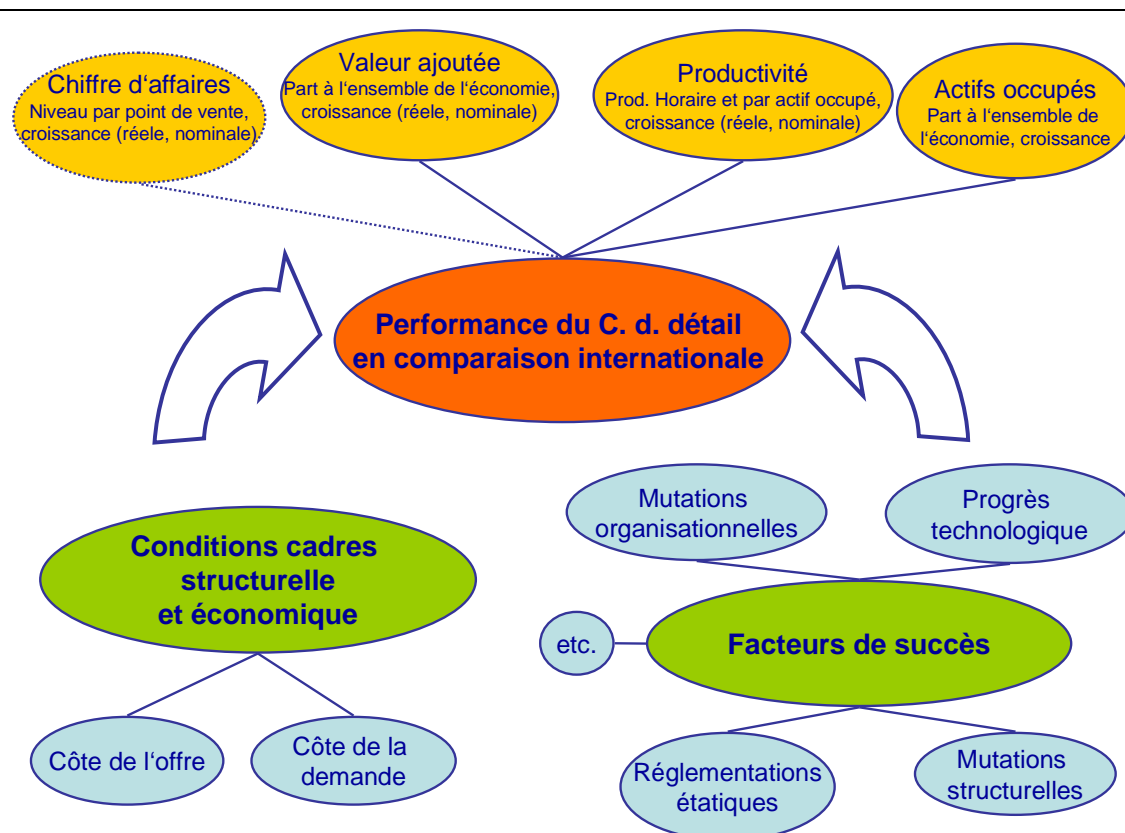 Chiffre d‘affaires
Niveau par point de vente,
croissance (réele, nominale)
Valeur ajoutée
Part à l‘ensemble de l‘économie,
croissance (réele, nominale)
Productivité
Prod. Horaire et par actif occupé,
croissance (réele, nominale)
Actifs occupés
Part à l‘ensemble de
l‘économie, croissance
Performance du C. d. détail
en comparaison internationale
Conditions cadres
structurelle
et économique
Côte de l‘offre
Côte de la
demande
Mutations
organisationnelles
Progrès
technologique
etc.
Facteurs de succès
Réglementations
étatiques
Mutations
structurelles